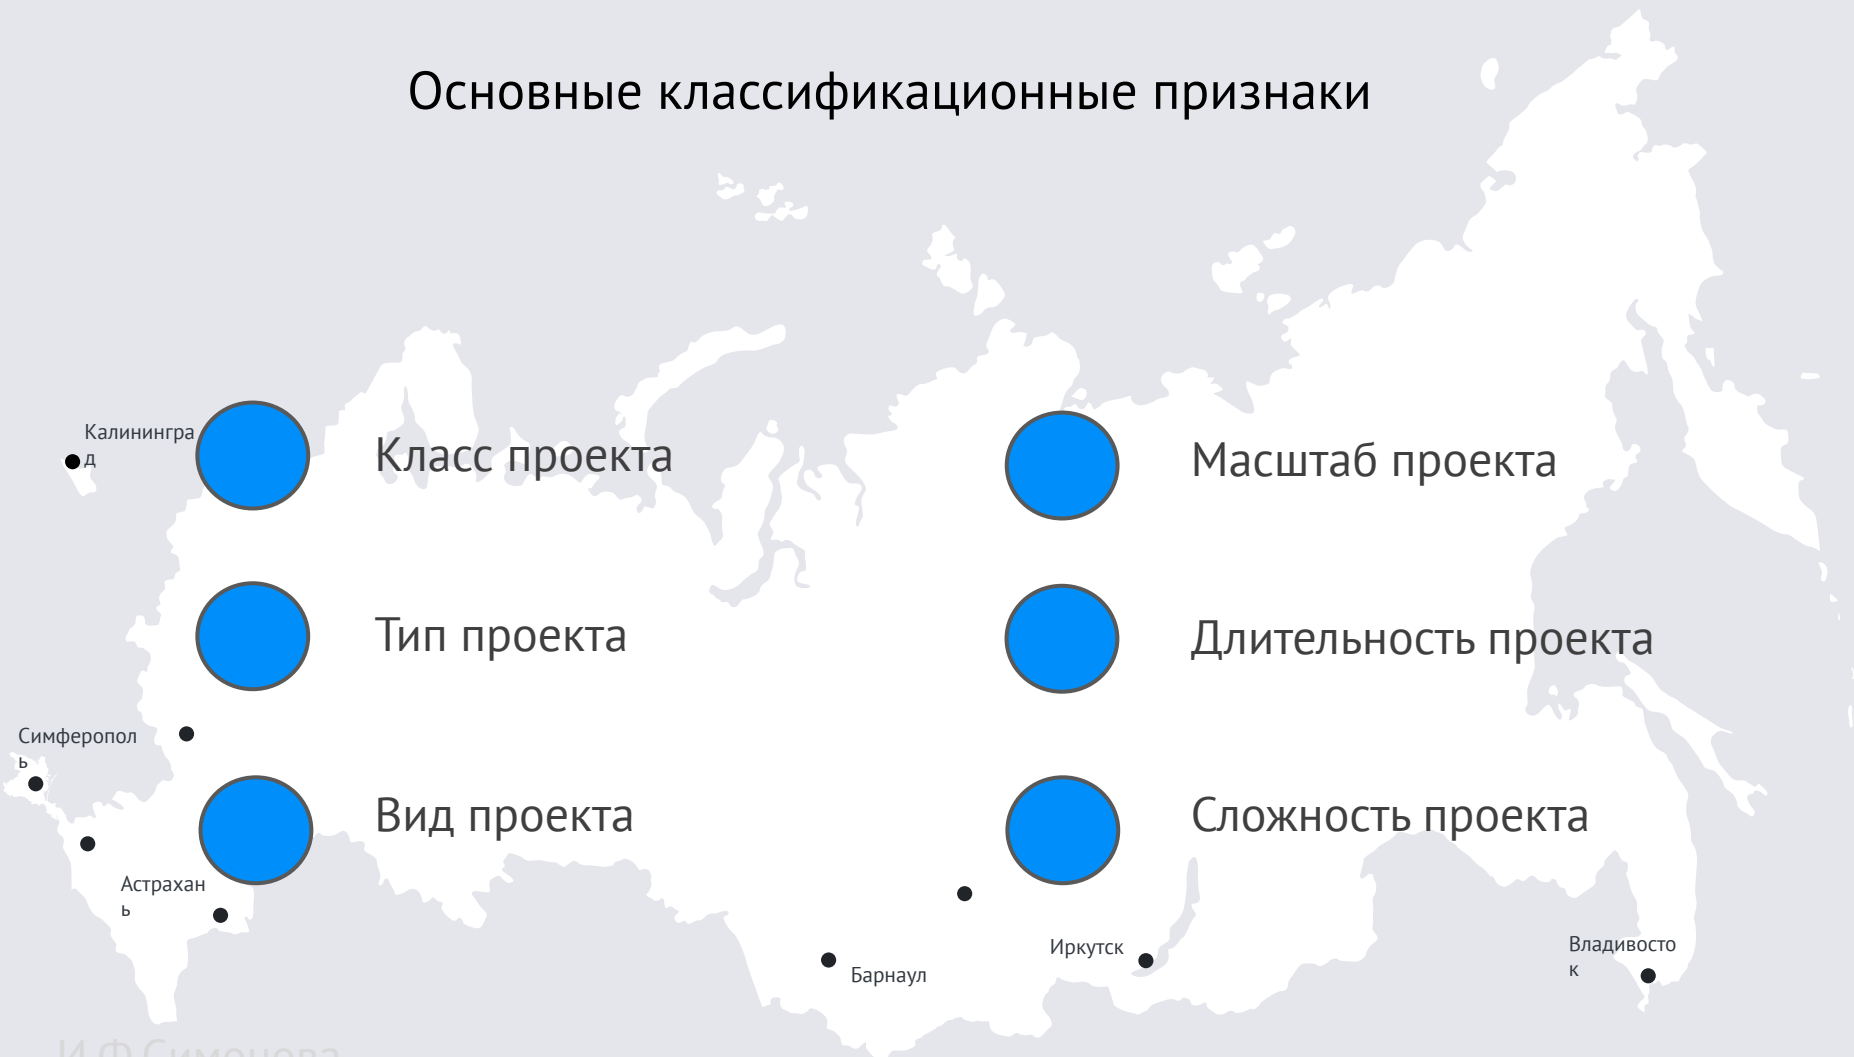 Основные классификационные признаки
Калинингра
д
Класс проекта
Масштаб проекта
Тип проекта
Длительность проекта
Симферопол
ь
Вид проекта
Сложность проекта
Астрахан
ь
Барнаул
Иркутск
Владивосто
к
И.Ф.Симонова